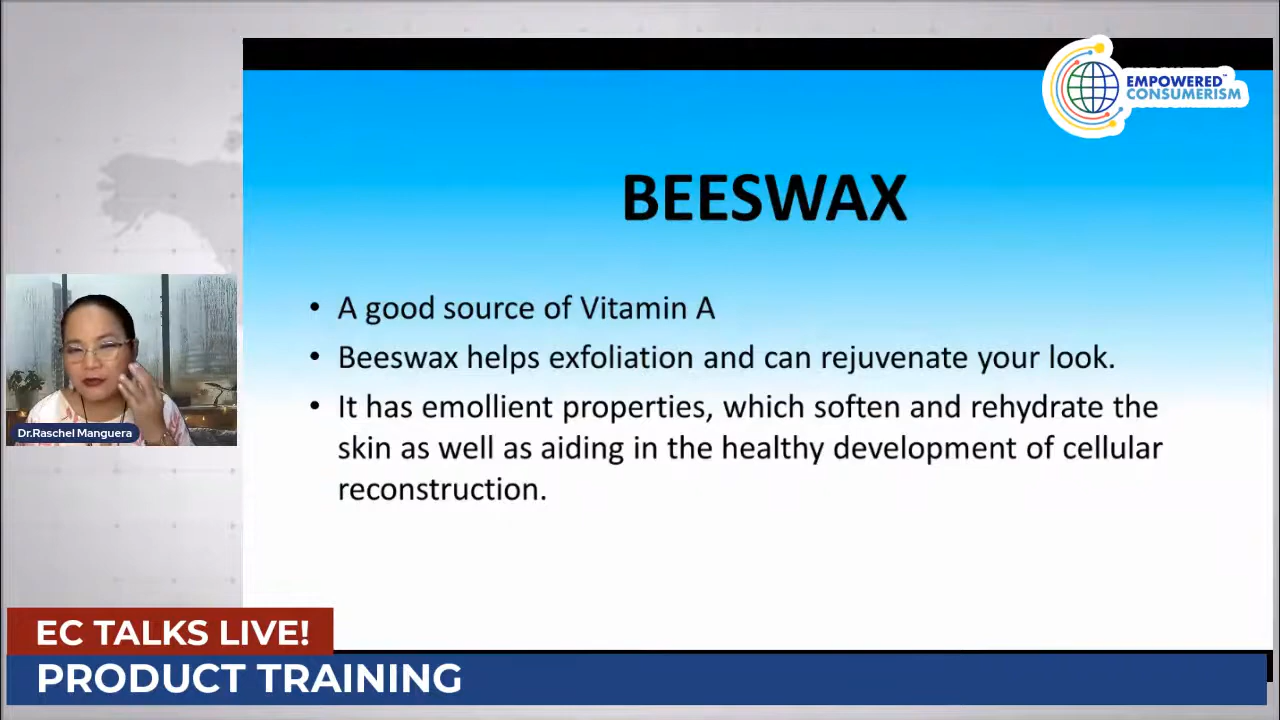 EMPOWERED
CONSUMERISM
BEESWAX
• A good source of Vitamin A
• Beeswax helps exfoliation and can rejuvenate your look.
• It has emollient properties, which soften and rehydrate the
skin as well as aiding in the healthy development of cellular
reconstruction.
Dr.Raschel Manguera
EC TALKS LIVE!
PRODUCT TRAINING